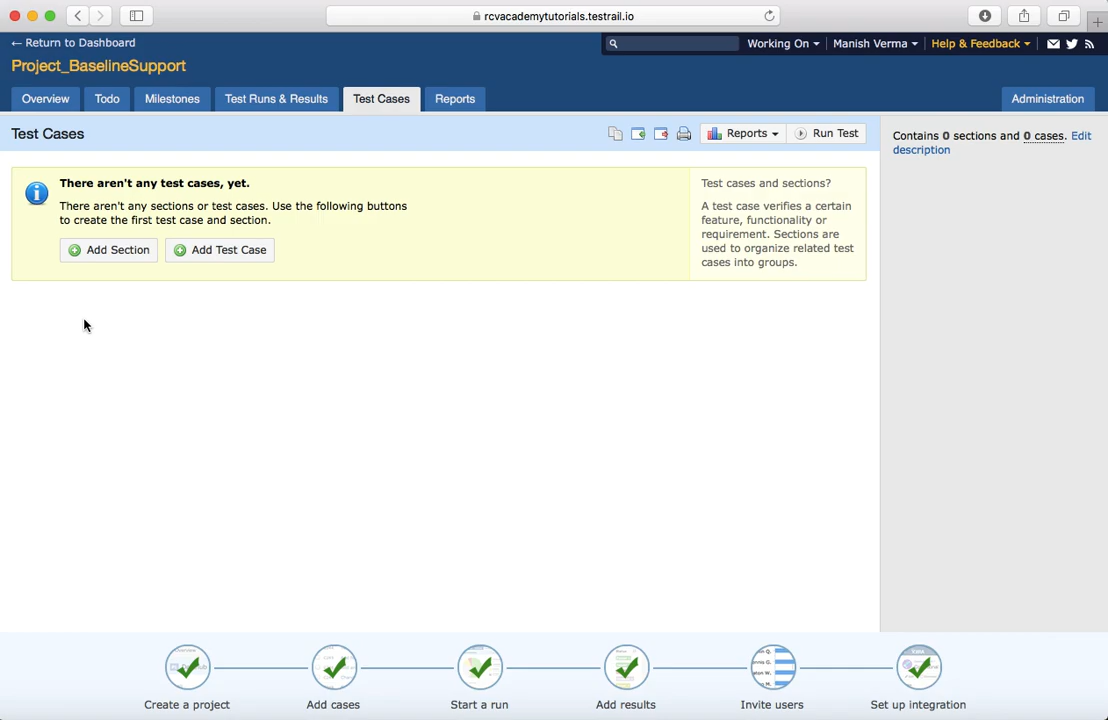 rcvacademytutorials.testrail.io
← Return to Dashboard
Working On
Manish Verma
Help & Feedback
Project_BaselineSupport
Overview
Todo
Milestones
Test Runs & Results
Test Cases
Reports
Administration
Test Cases
Reports
Run Test
Contains 0 sections and 0 cases. Edit
description
There aren't any test cases, yet.
There aren't any sections or test cases. Use the following buttons
to create the first test case and section.
Add Section
Add Test Case
Test cases and sections?
A test case verifies a certain
feature, functionality or
requirement. Sections are
used to organize related test
cases into groups.
Create a project
Add cases
Start a run
Add results
Invite users
Set up integration